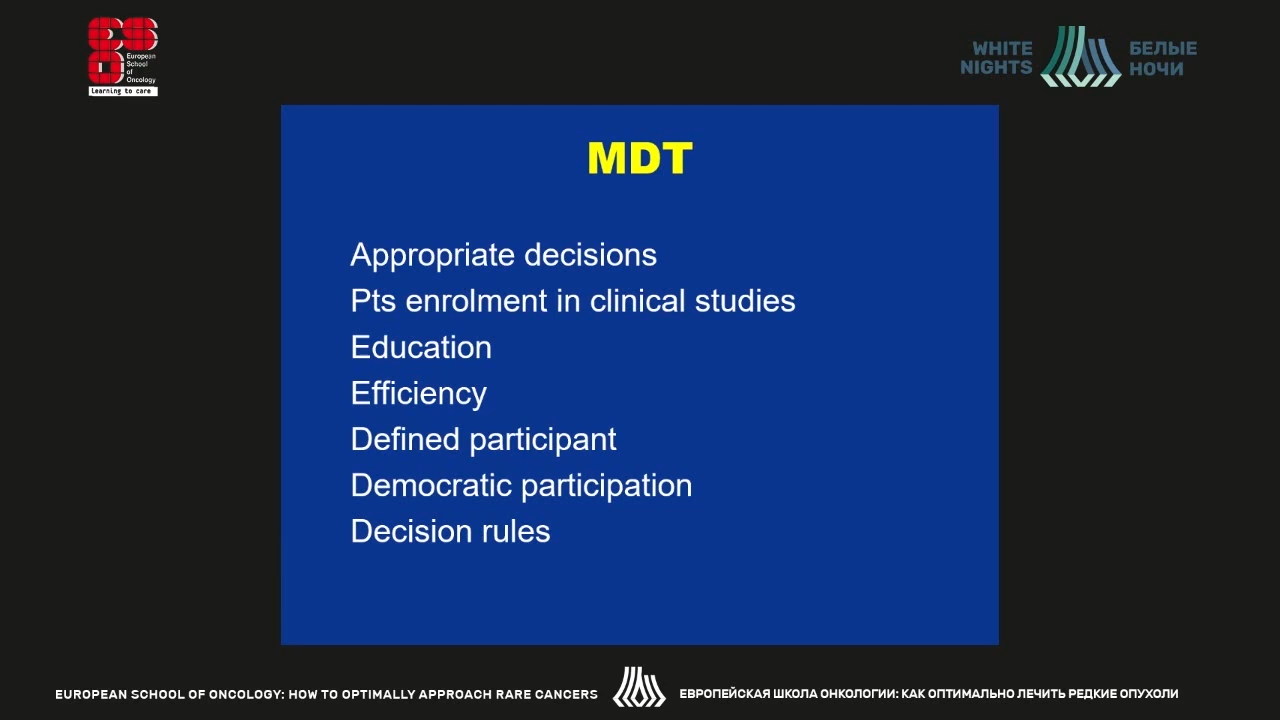 European
School
of
Oncology
Learning to care
WHITE
NIGHTS
БЕЛЫЕ
НОЧИ
MDT
Appropriate decisions
Pts enrolment in clinical studies
Education
Efficiency
Defined participant
Democratic participation
Decision rules
EUROPEAN SCHOOL OF ONCOLOGY: HOW TO OPTIMALLY APPROACH RARE CANCERS
ЕВРОПЕЙСКАЯ ШКОЛА ОНКОЛОГИИ: КАК ОПТИМАЛЬНО ЛЕЧИТЬ РЕДКИЕ ОПУХОЛИ